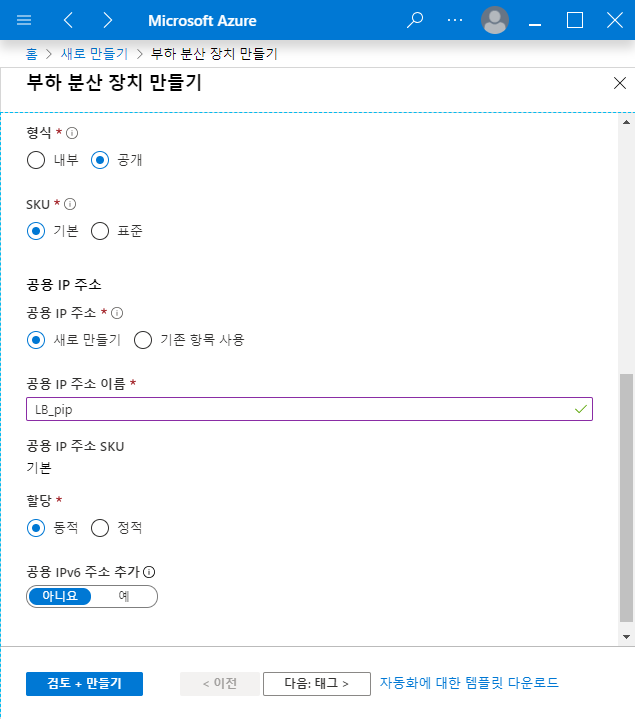 Microsoft Azure
홈 > 새로 만들기 > 부하 분산 장치 만들기
부하 분산 장치 만들기
형식 *
내부 공개
SKU *
기본 표준
공용 IP 주소
공용 IP 주소 *
새로 만들기 기존 항목 사용
공용 IP 주소 이름 *
LB_pip
공용 IP 주소 SKU
기본
할당 *
동적 정적
공용 IPv6 주소 추가
아니요 예
검토 + 만들기 < 이전 다음: 태그 > 자동화에 대한 템플릿 다운로드